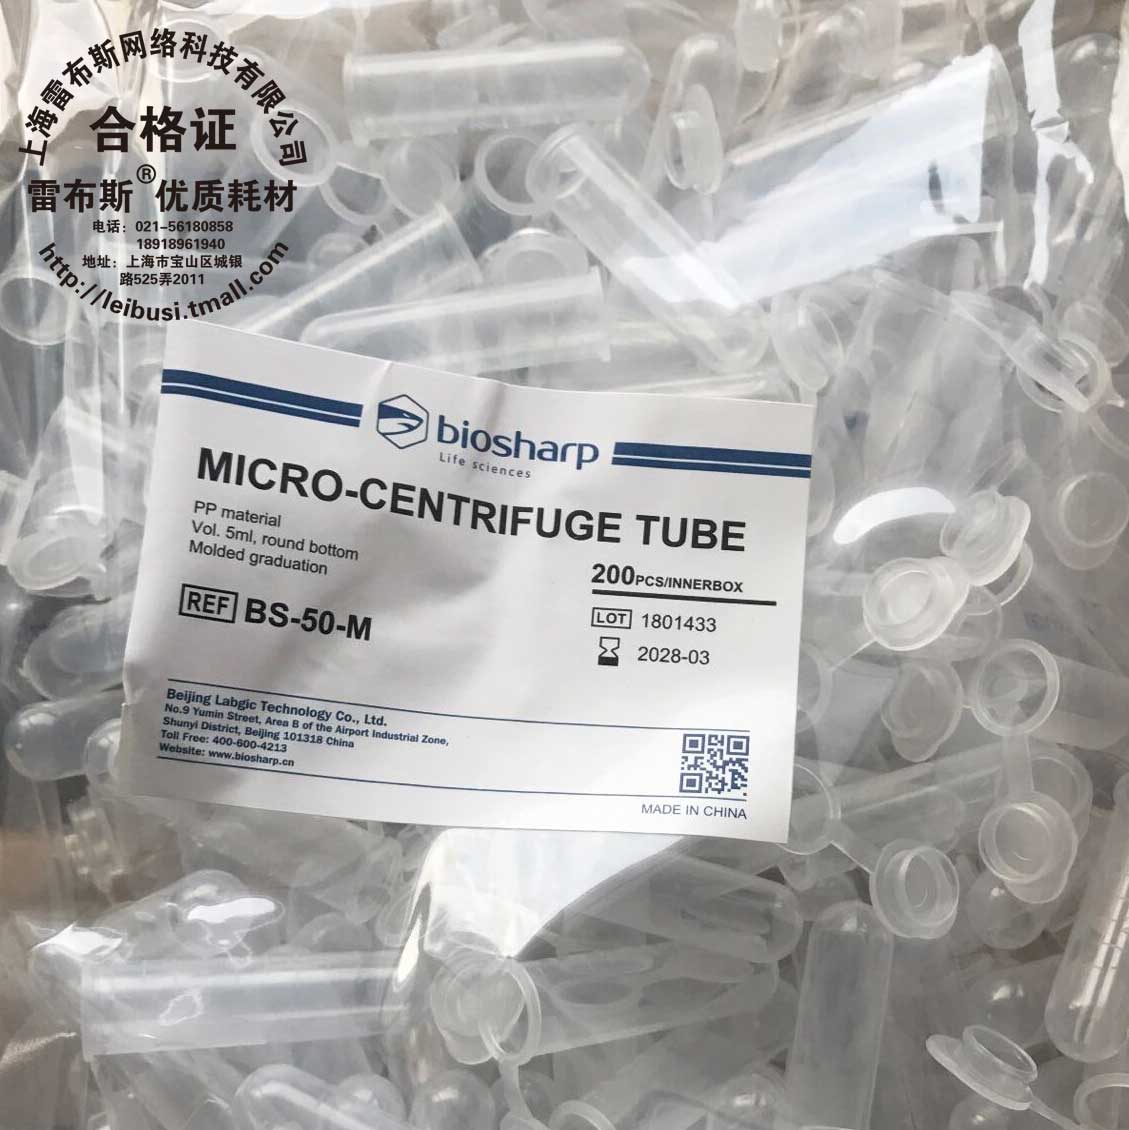 上海雷布斯网络科技有限公司
合格证
雷布斯®优质耗材
电话：021-56180858
18918961940
地址：上海市宝山区城银
路525弄2011
http://leibusi.tmall.com
biosharp
Life sciences
MICRO-CENTRIFUGE TUBE
PP material
Vol. 5ml, round bottom
Molded graduation
REF BS-50-M
200PCS/INNERBOX
LOT 1801433
2028-03
Beijing Labgic Technology Co., Ltd.
No.9 Yumin Street, Area B of the Airport Industrial Zone,
Shunyi District, Beijing 101318 China
Toll Free: 400-600-4213
Website: www.biosharp.cn
MADE IN CHINA